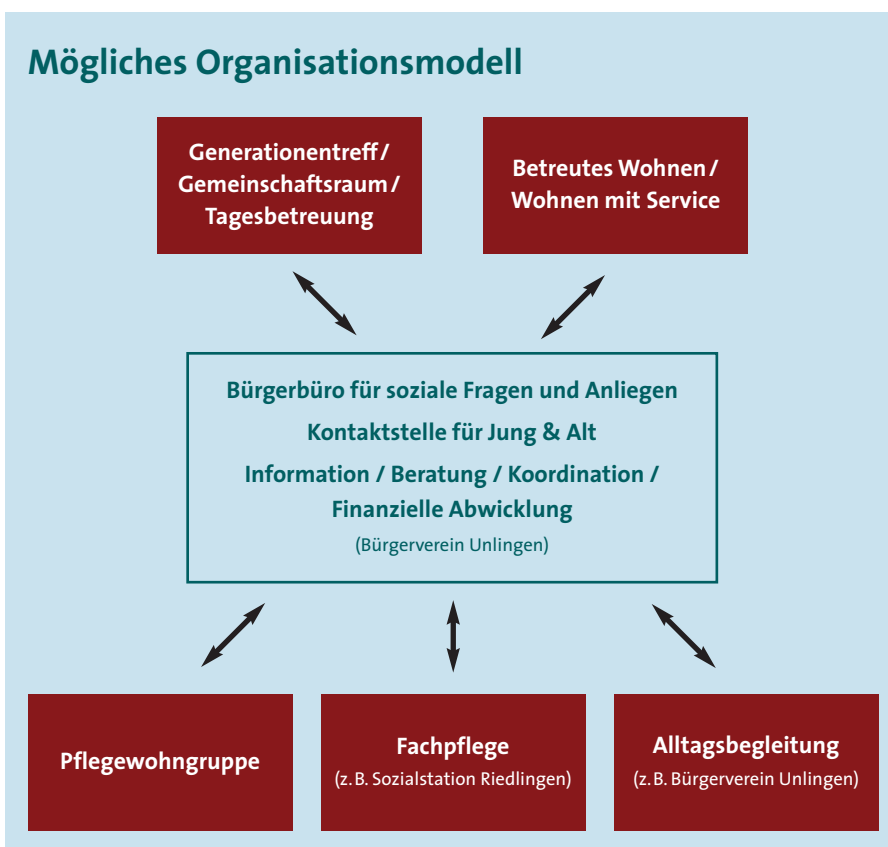 Mögliches Organisationsmodell
Generationentreff /
Gemeinschaftsraum /
Tagesbetreuung
Betreutes Wohnen /
Wohnen mit Service
Bürgerbüro für soziale Fragen und Anliegen
Kontaktstelle für Jung & Alt
Information / Beratung / Koordination /
Finanzielle Abwicklung
(Bürgerverein Unlingen)
Pflegewohngruppe
Fachpflege
(z. B. Sozialstation Riedlingen)
Alltagsbegleitung
(z. B. Bürgerverein Unlingen)